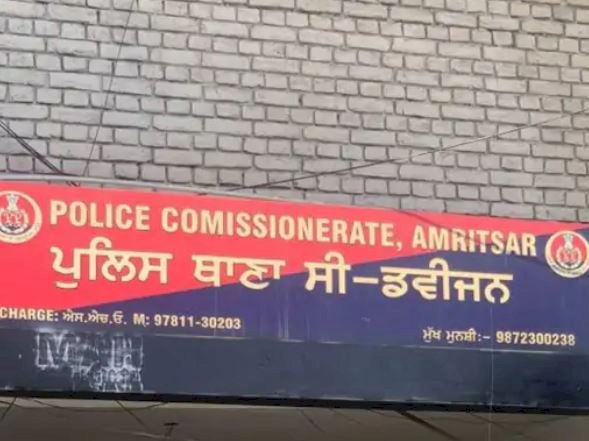 POLICE COMISSIONERATE, AMRITSAR
ਪੁਲਿਸ ਥਾਣਾ ਸੀ-ਡਵੀਜਨ
CHARGE: ਐਸ.ਐਚ.ਓ. M: 97811-30203
ਮੁੱਖ ਮੁਨਸ਼ੀ:- 9872300238